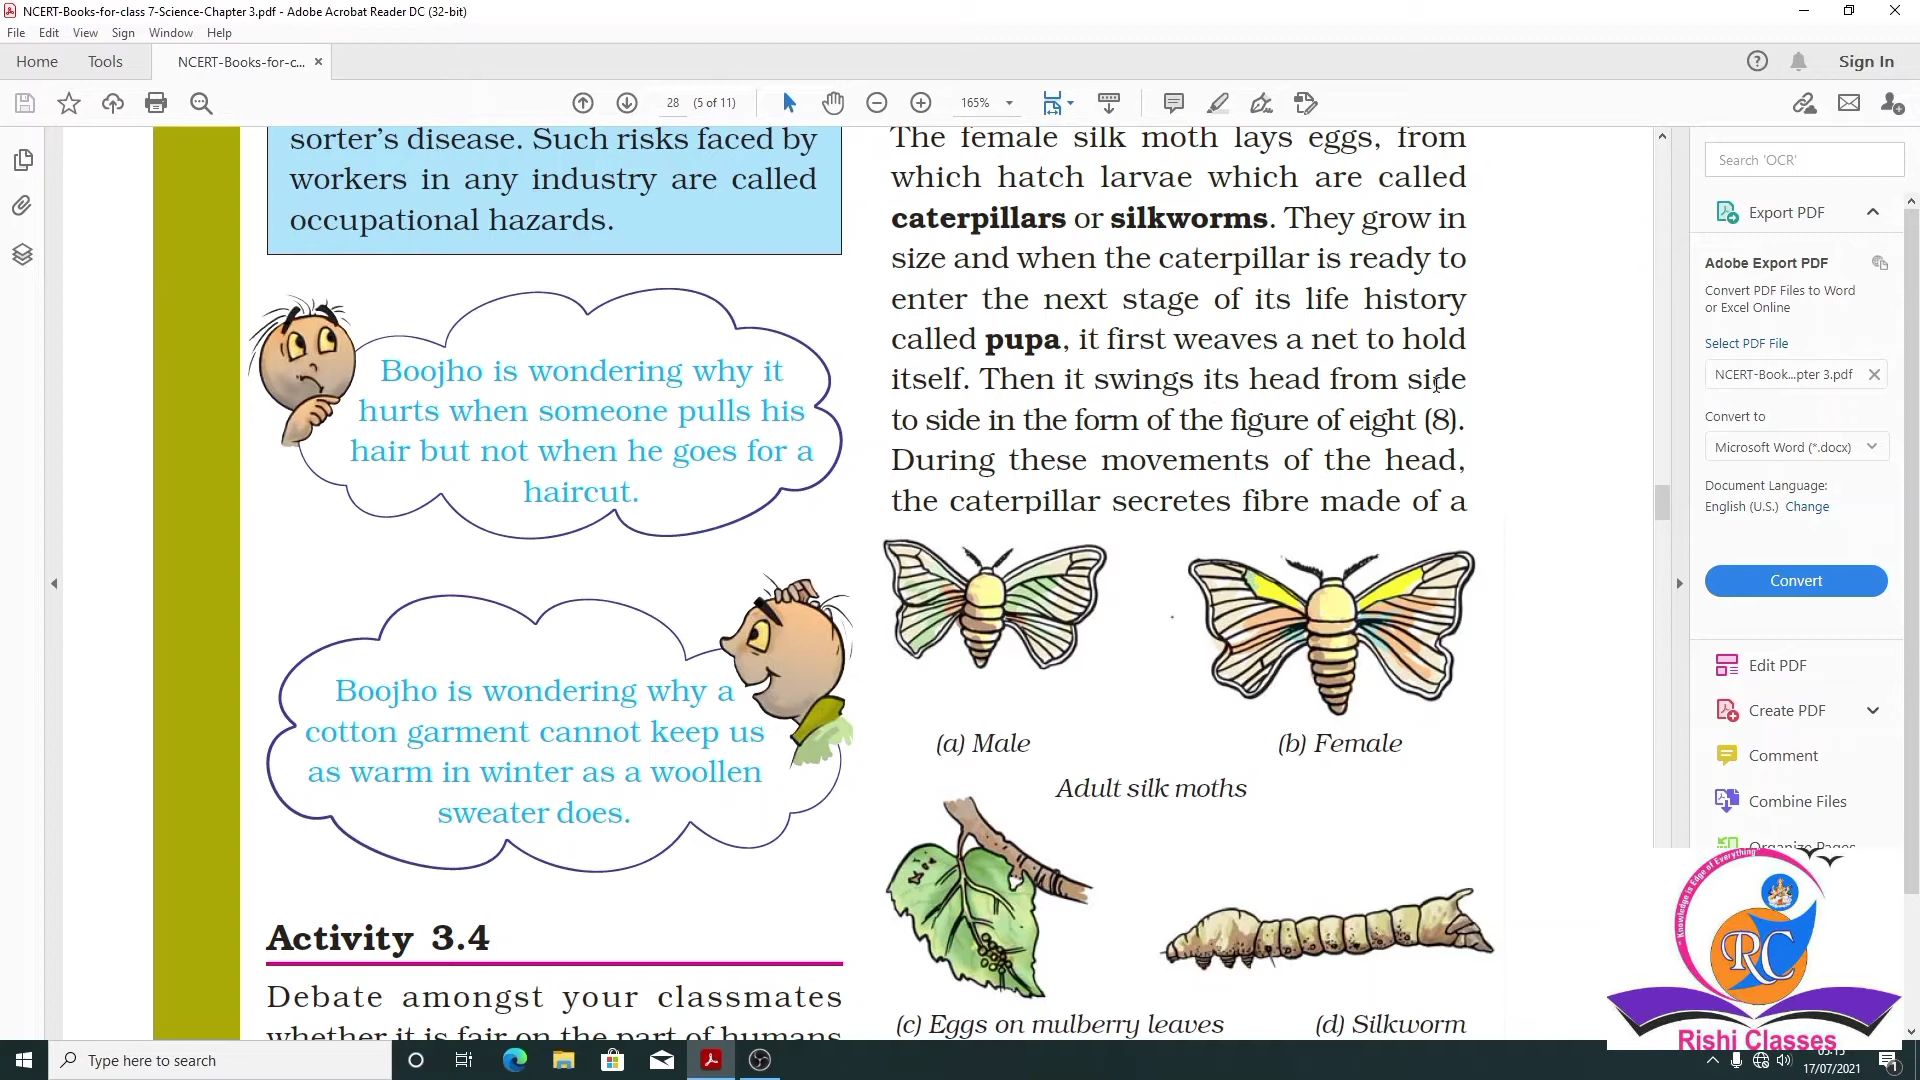 NCERT-Books-for-class 7-Science-Chapter 3.pdf - Adobe Acrobat Reader DC (32-bit)
File Edit View Sign Window Help
Home Tools NCERT-Books-for-c... × Sign In
28 (5 of 11) 165%
sorter's disease. Such risks faced by
workers in any industry are called
occupational hazards.
Boojho is wondering why it
hurts when someone pulls his
hair but not when he goes for a
haircut.
Boojho is wondering why a
cotton garment cannot keep us
as warm in winter as a woollen
sweater does.
Activity 3.4
Debate amongst your classmates
whether it is fair on the part of humans
The female silk moth lays eggs, from
which hatch larvae which are called
caterpillars or silkworms. They grow in
size and when the caterpillar is ready to
enter the next stage of its life history
called pupa, it first weaves a net to hold
itself. Then it swings its head from side
to side in the form of the figure of eight (8).
During these movements of the head,
the caterpillar secretes fibre made of a
(a) Male
(b) Female
Adult silk moths
(c) Eggs on mulberry leaves
(d) Silkworm
Search 'OCR'
Export PDF
Adobe Export PDF
Convert PDF Files to Word
or Excel Online
Select PDF File
NCERT-Book...pter 3.pdf
Convert to
Microsoft Word (*.docx)
Document Language:
English (U.S.) Change
Convert
Edit PDF
Create PDF
Comment
Combine Files
Organize Pages
"Knowledge is Edge of Everything"
RC
Rishi Classes
Type here to search
05:15
17/07/2021
1